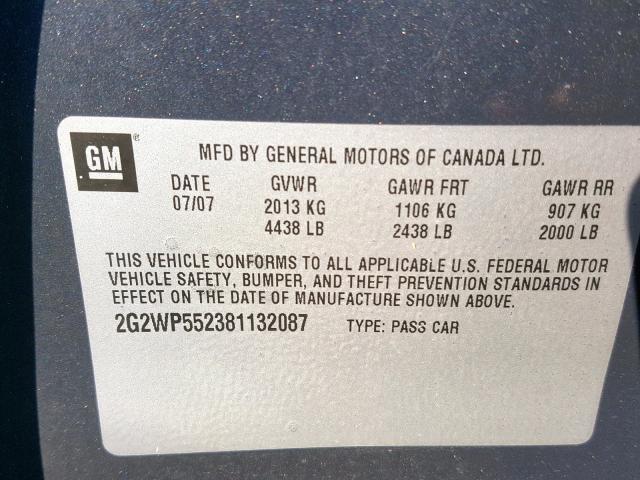 GM
MFD BY GENERAL MOTORS OF CANADA LTD.
DATE GVWR GAWR FRT GAWR RR
07/07 2013 KG 1106 KG 907 KG
4438 LB 2438 LB 2000 LB
THIS VEHICLE CONFORMS TO ALL APPLICABLE U.S. FEDERAL MOTOR
VEHICLE SAFETY, BUMPER, AND THEFT PREVENTION STANDARDS IN
EFFECT ON THE DATE OF MANUFACTURE SHOWN ABOVE.
2G2WP552381132087 TYPE: PASS CAR